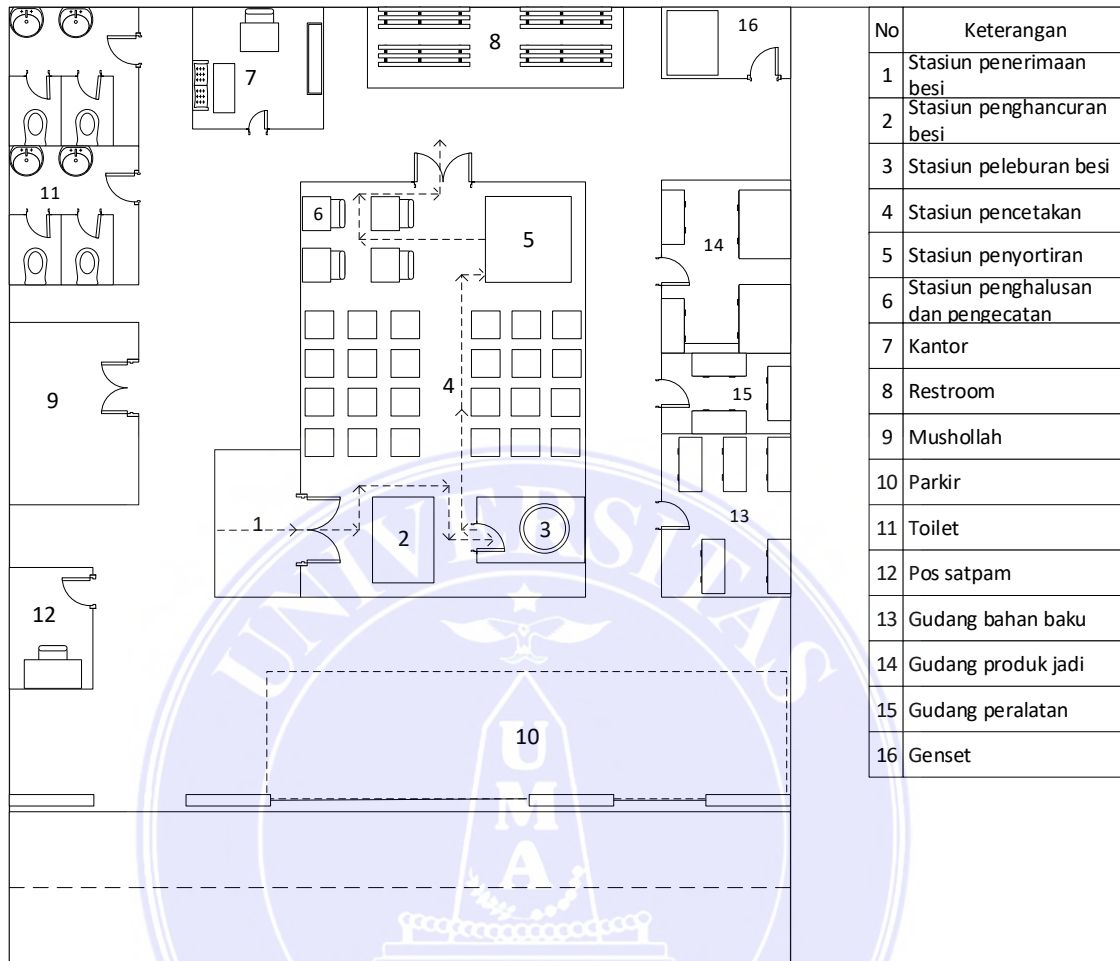 16
8
7
No Keterangan
1 Stasiun penerimaan
besi
2 Stasiun penghancuran
besi
3 Stasiun peleburan besi
4 Stasiun pencetakan
5 Stasiun penyortiran
6 Stasiun penghalusan
dan pengecatan
7 Kantor
8 Restroom
9 Mushollah
10 Parkir
11 Toilet
12 Pos satpam
13 Gudang bahan baku
14 Gudang produk jadi
15 Gudang peralatan
16 Genset
11
6
5
14
4
15
9
13
1
2
3
12
10
UNIVERSITAS
U
M
A